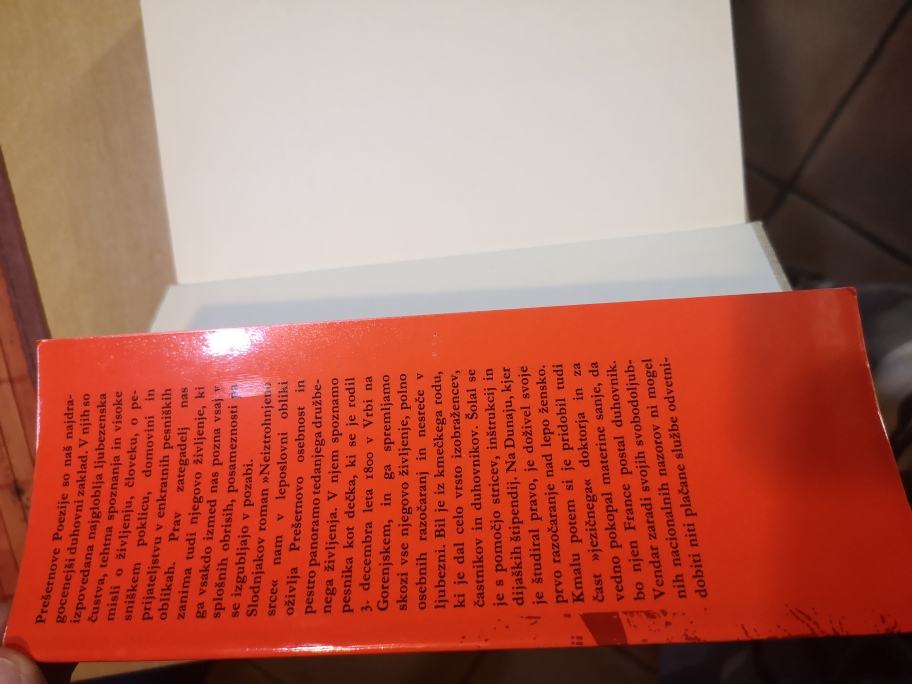 Prešernove Poezije so naš najdra-
gocenejši duhovni zaklad. V njih so
izpovedana najgloblja ljubezenska
čustva, tehtna spoznanja in visoke
misli o življenju, človeku, o pe-
sniškem poklicu, domovini in
prijateljstvu v enkratnih pesniških
oblikah. Prav zavegadelj nas
zanima tudi njegovo življenje, ki
ga vsakdo izmed nas pozna vsaj v
splošnih obrisih, posameznosti pa
se izgubljajo v pozabi.
Slodnjakov roman »Neiztrohnjeno
srce« nam v leposlovni obliki
oživlja Prešernovo osebnost in
pestro panoramo tedanjega družbe-
nega življenja. V njem spoznamo
pesnika kot dečka, ki se je rodil
3. decembra leta 1800 v Vrbi na
Gorenjskem, in ga spremljamo
skozi vse njegovo življenje, polno
osebnih razočaranj in nesreče v
ljubezni. Bil je iz kmečkega rodu,
ki je dal celo vrsto izobražencev,
častnikov in duhovnikov. Šolal se
je s pomočjo stricev, inštrukcij in
dijaških štipendij. Na Dunaju, kjer
je študiral pravo, je doživel svoje
prvo razočaranje nad lepo žensko.
Kmalu potem si je pridobil tudi
čast »jezičnega« doktorja in za
vedno pokopal materine sanje, da
bo njen France postal duhovnik.
Vendar zaradi svojih svobodoljub-
nih nacionalnih nazorov ni mogel
dobiti niti plačane službe odvetni-